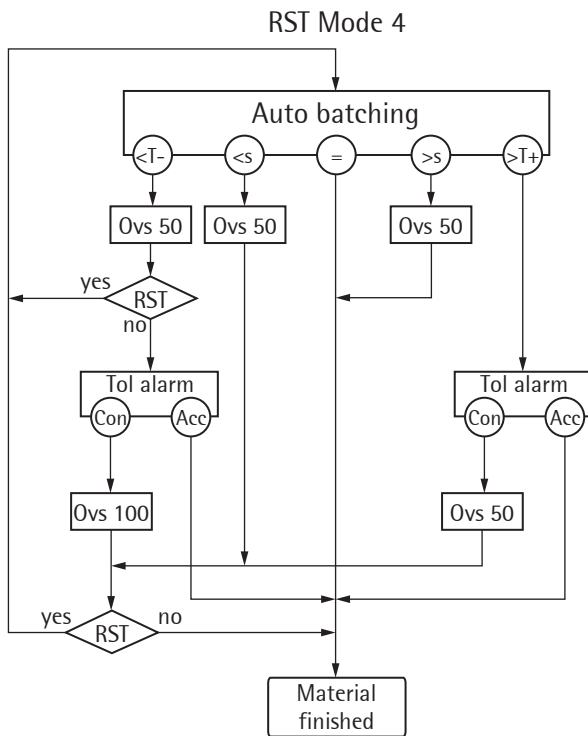 RST Mode 4
Auto batching
<T-
<s
=
>s
>T+
Ovs 50
Ovs 50
Ovs 50
yes
RST
no
Tol alarm
Con
Acc
Tol alarm
Con
Acc
Ovs 100
Ovs 50
yes
RST
no
Material
finished